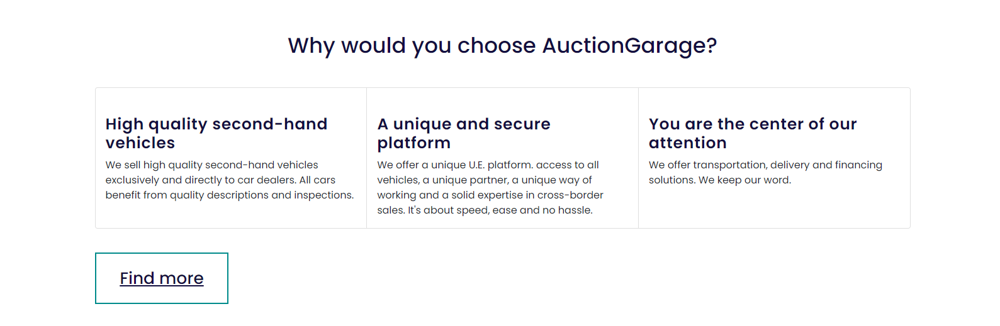 Why would you choose AuctionGarage?
High quality second-hand
vehicles
We sell high quality second-hand vehicles
exclusively and directly to car dealers. All cars
benefit from quality descriptions and inspections.
A unique and secure
platform
We offer a unique U.E. platform. access to all
vehicles, a unique partner, a unique way of
working and a solid expertise in cross-border
sales. It's about speed, ease and no hassle.
You are the center of our
attention
We offer transportation, delivery and financing
solutions. We keep our word.
Find more